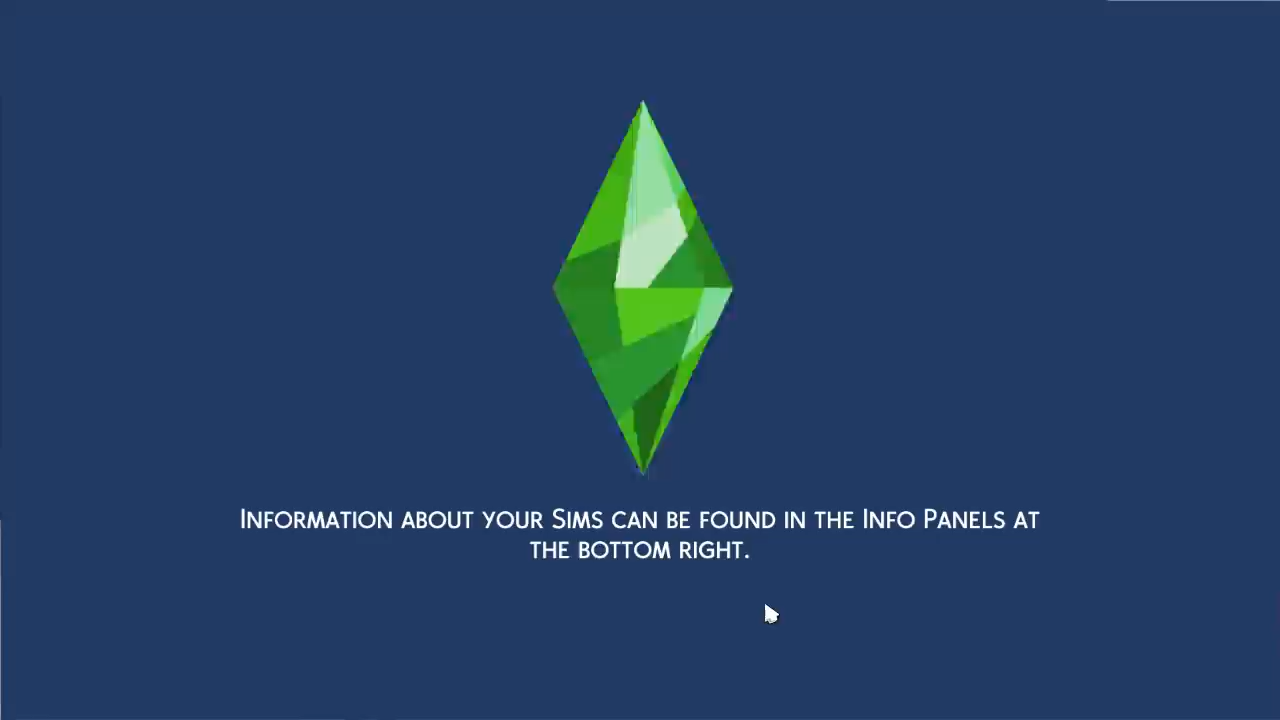 Information about your Sims can be found in the Info Panels at
the bottom right.